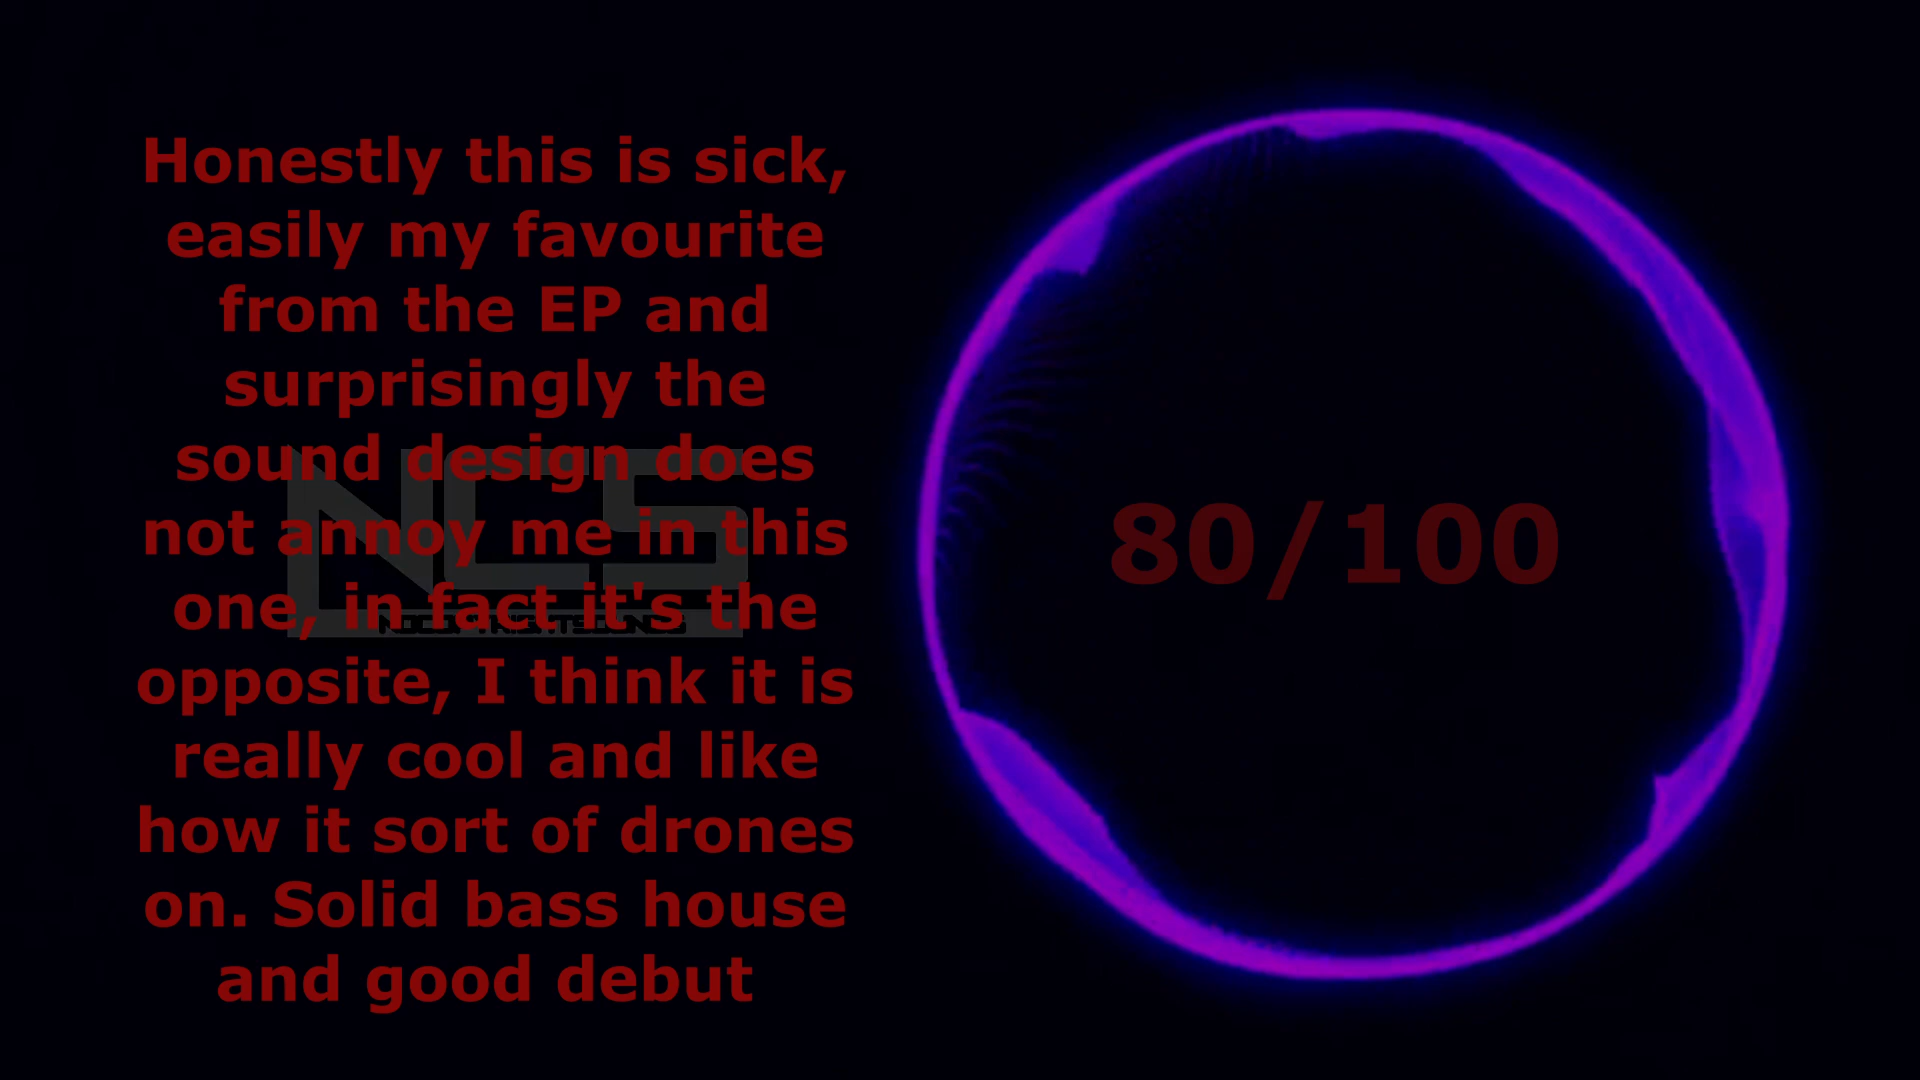 Honestly this is sick,
easily my favourite
from the EP and
surprisingly the
sound design does
not annoy me in this
one, in fact it's the
opposite, I think it is
really cool and like
how it sort of drones
on. Solid bass house
and good debut
80/100
NCS
NOCOPYRIGHTSOUNDS